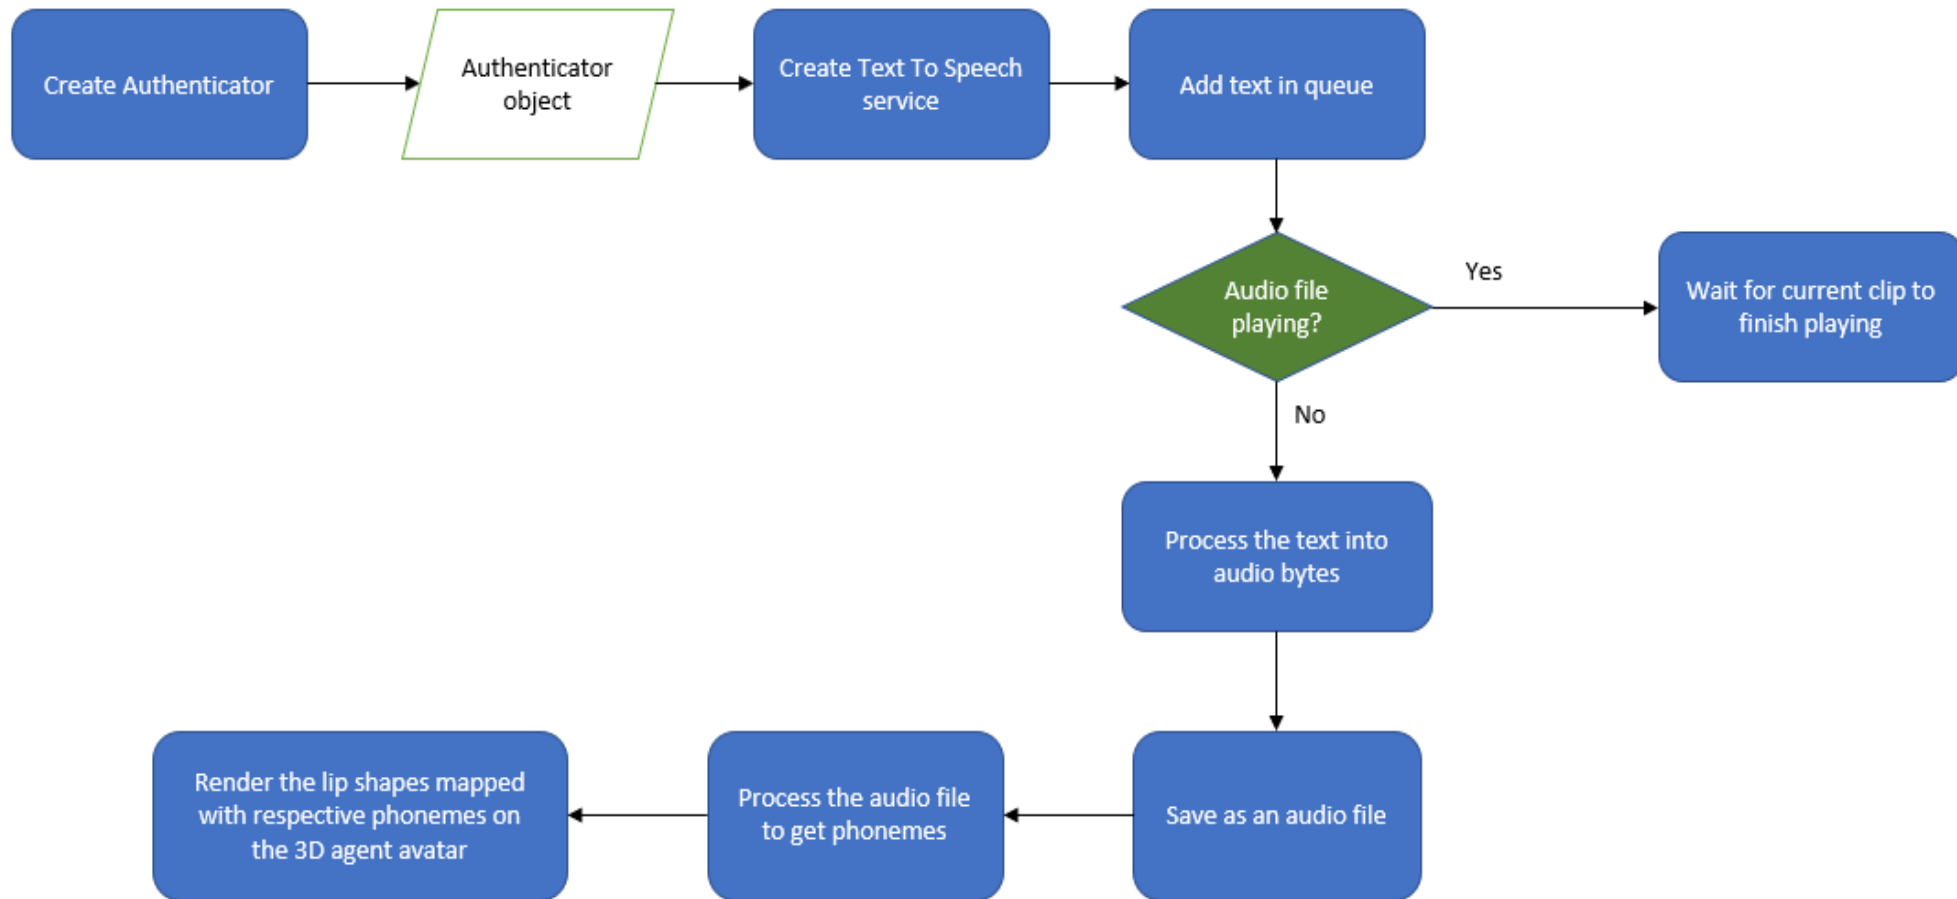 Create Authenticator
Authenticator
object
Create Text To Speech
service
Add text in queue
Audio file
playing?
Yes
Wait for current clip to
finish playing
No
Process the text into
audio bytes
Save as an audio file
Process the audio file
to get phonemes
Render the lip shapes mapped
with respective phonemes on
the 3D agent avatar